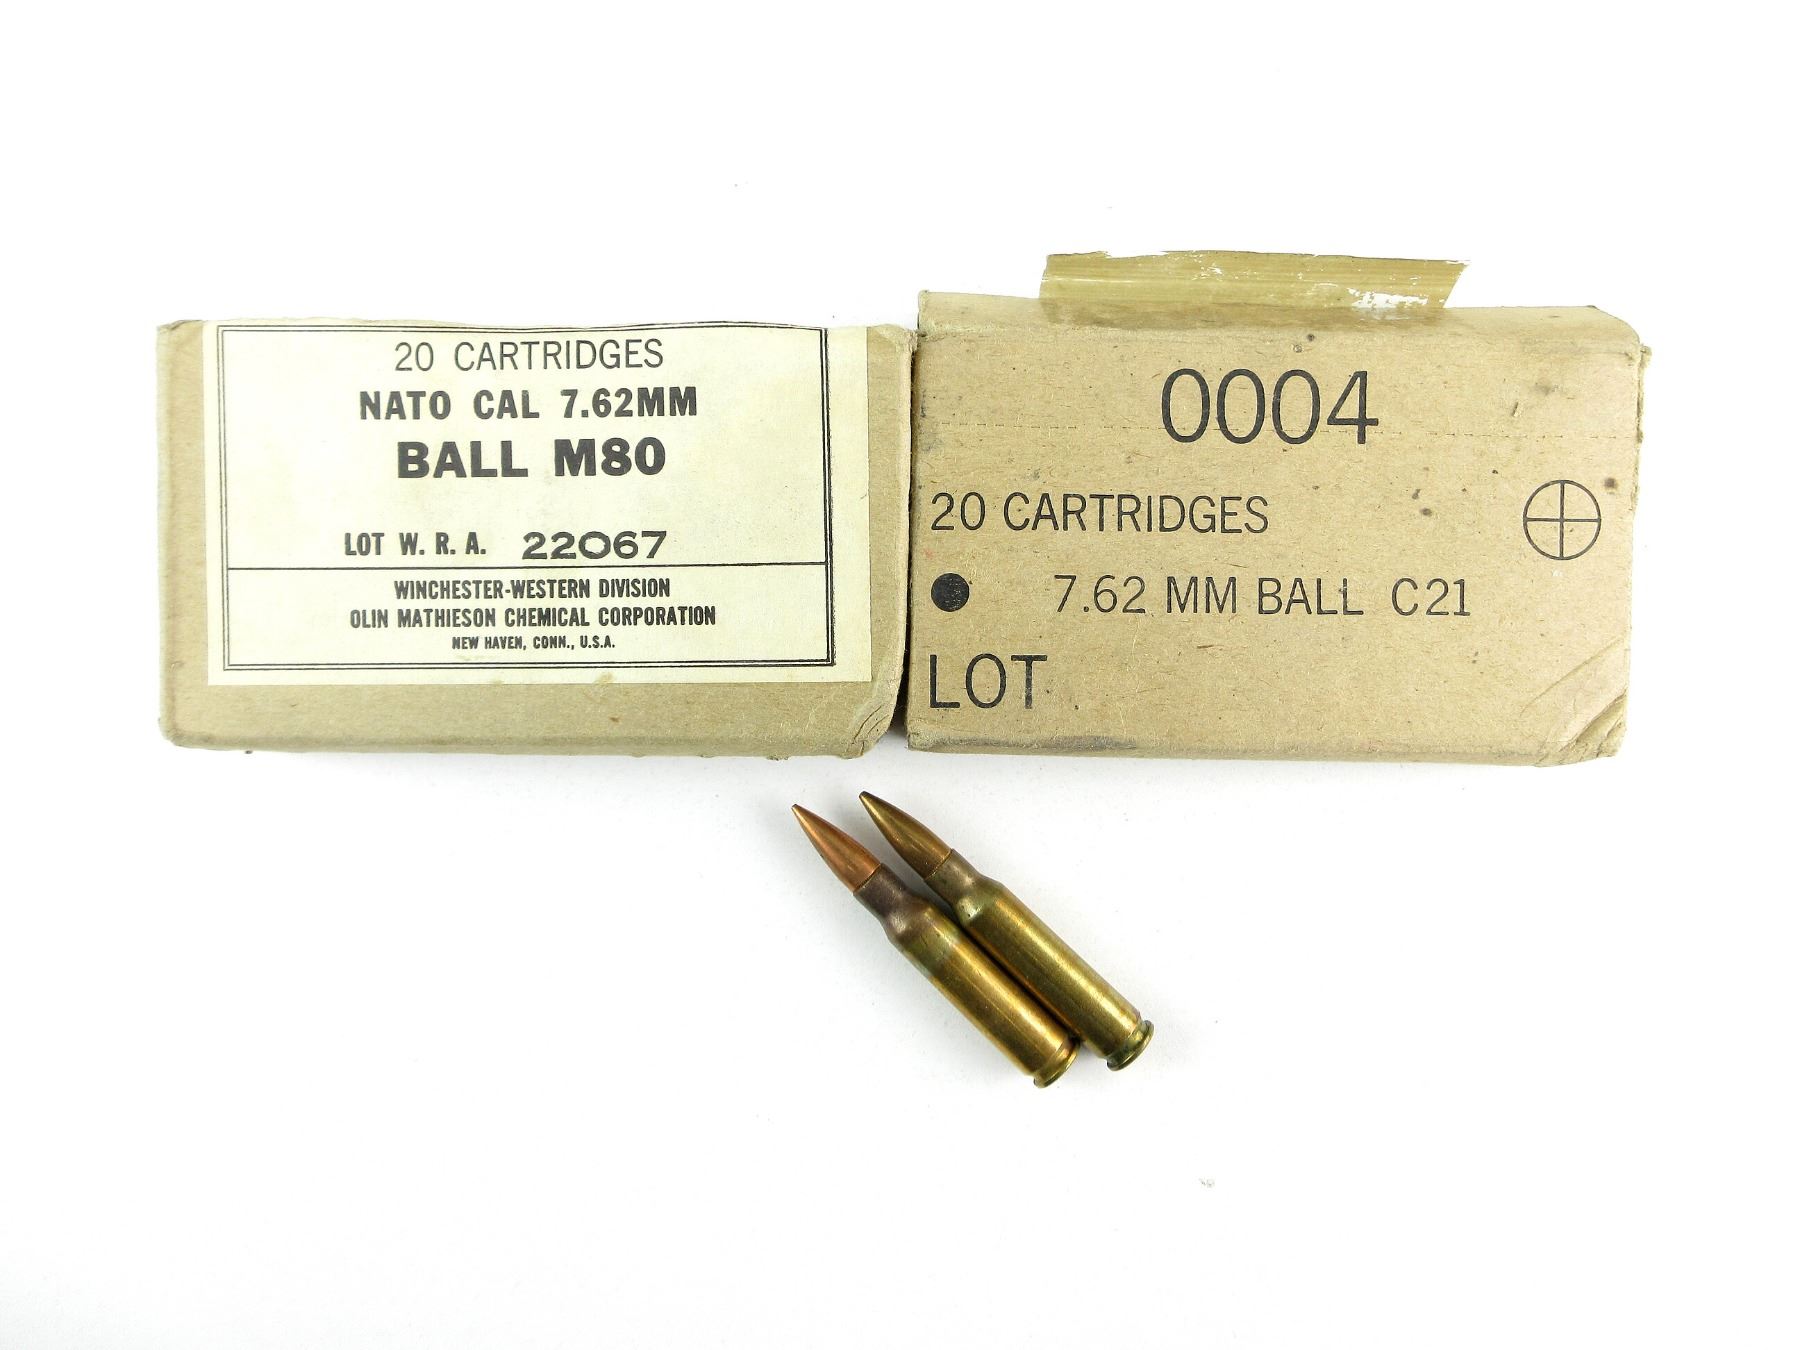 20 CARTRIDGES
NATO CAL 7.62MM
BALL M80
LOT W. R. A. 22067
WINCHESTER-WESTERN DIVISION
OLIN MATHIESON CHEMICAL CORPORATION
NEW HAVEN, CONN., U.S.A.
0004
20 CARTRIDGES
7.62 MM BALL C21
LOT